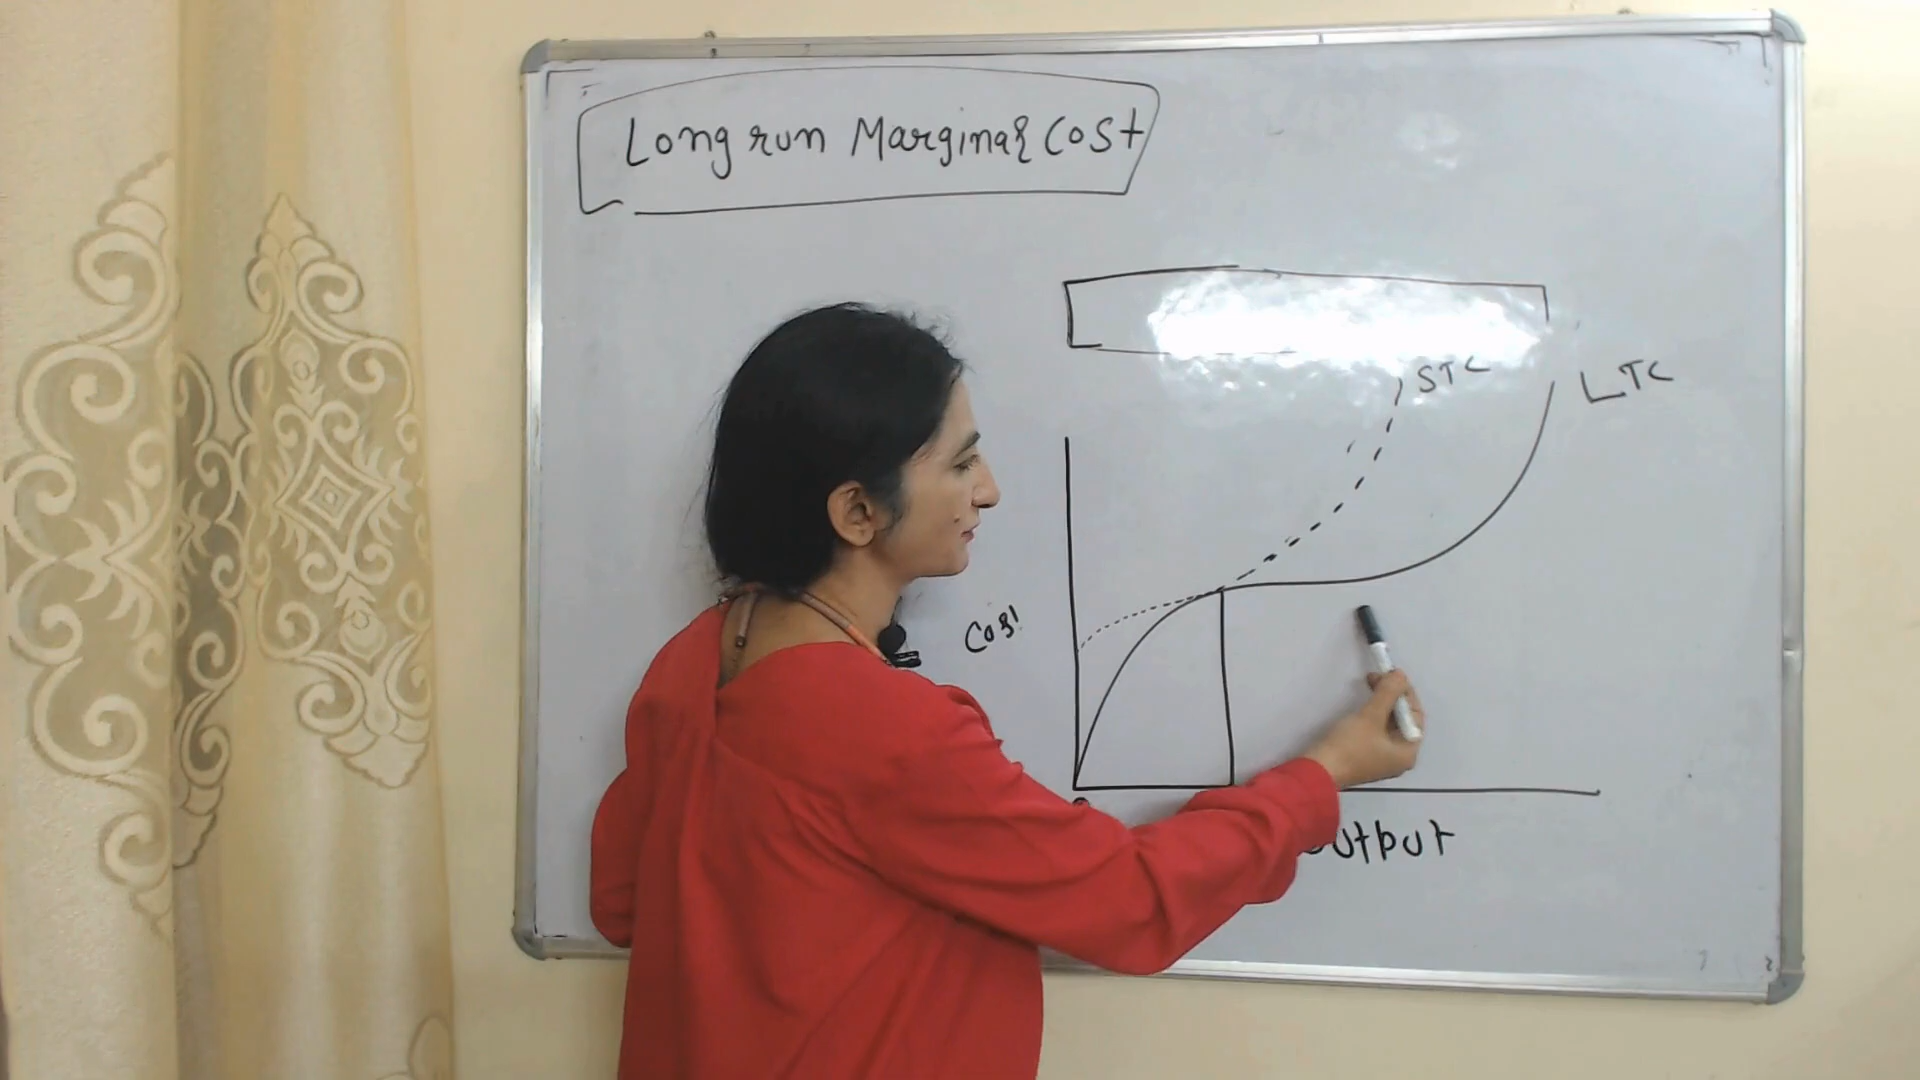 Long run Marginal Cost
STC
LTC
Cost
output